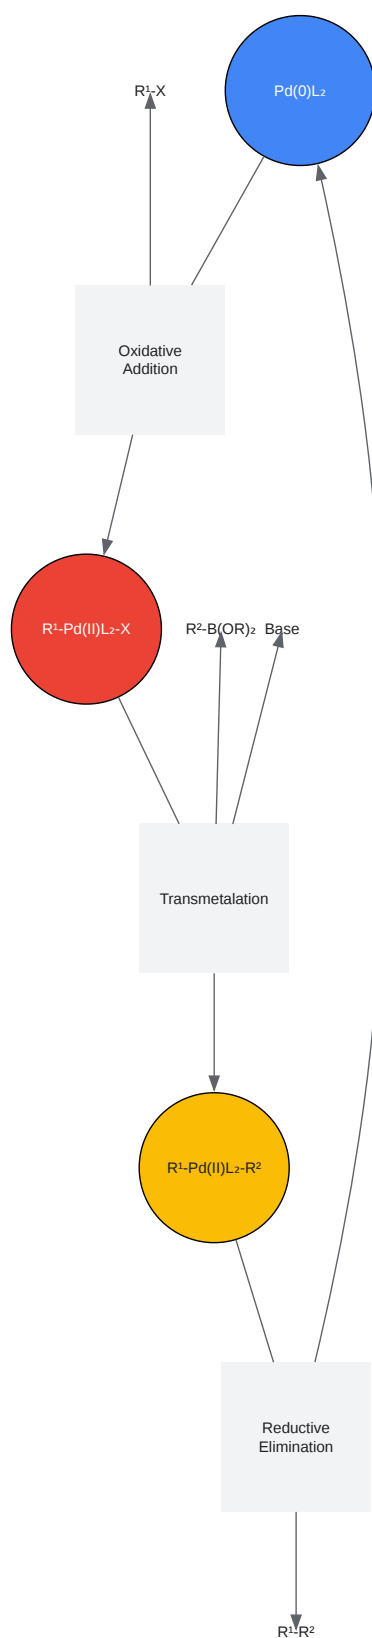 R¹-X
Pd(0)L₂
Oxidative
Addition
R¹-Pd(II)L₂-X
R²-B(OR)₂
Base
Transmetalation
R¹-Pd(II)L₂-R²
Reductive
Elimination
R¹-R²